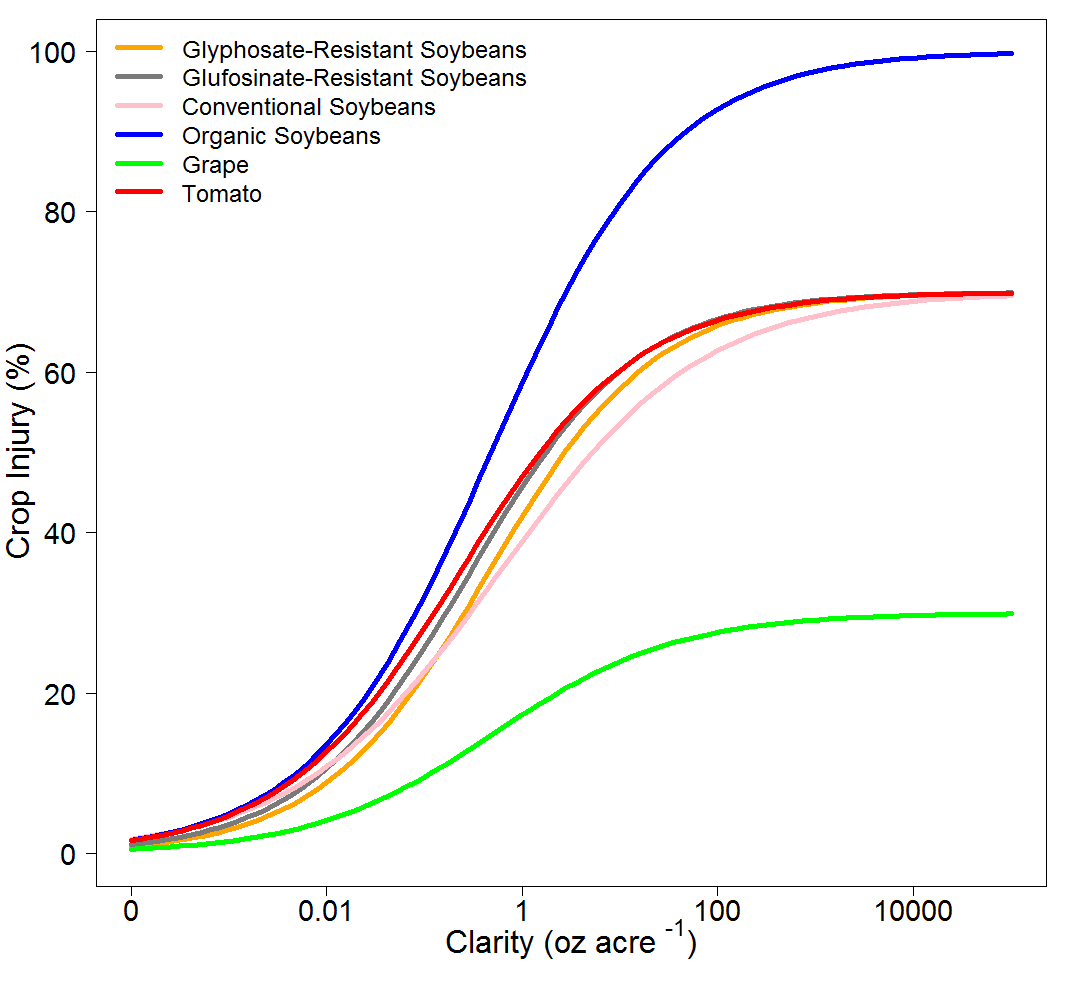 Glyphosate-Resistant Soybeans
Glufosinate-Resistant Soybeans
Conventional Soybeans
Organic Soybeans
Grape
Tomato
Crop Injury (%)
100
80
60
40
20
0
0 0.01 1 100 10000
Clarity (oz acre -1)